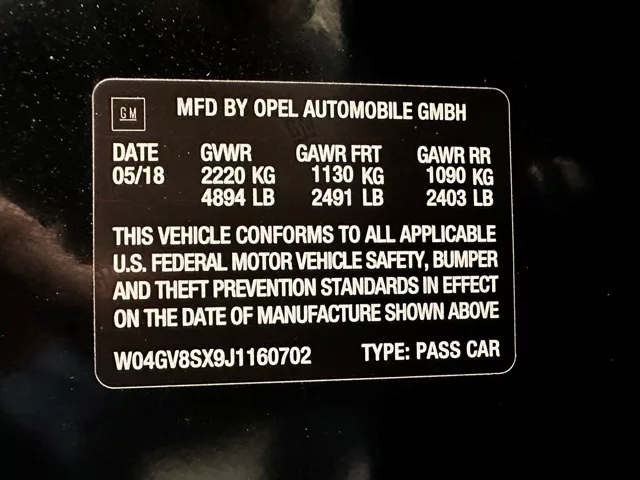 GM MFD BY OPEL AUTOMOBILE GMBH
DATE GVWR GAWR FRT GAWR RR
05/18 2220 KG 1130 KG 1090 KG
4894 LB 2491 LB 2403 LB
THIS VEHICLE CONFORMS TO ALL APPLICABLE
U.S. FEDERAL MOTOR VEHICLE SAFETY, BUMPER
AND THEFT PREVENTION STANDARDS IN EFFECT
ON THE DATE OF MANUFACTURE SHOWN ABOVE
W04GV8SX9J1160702 TYPE: PASS CAR